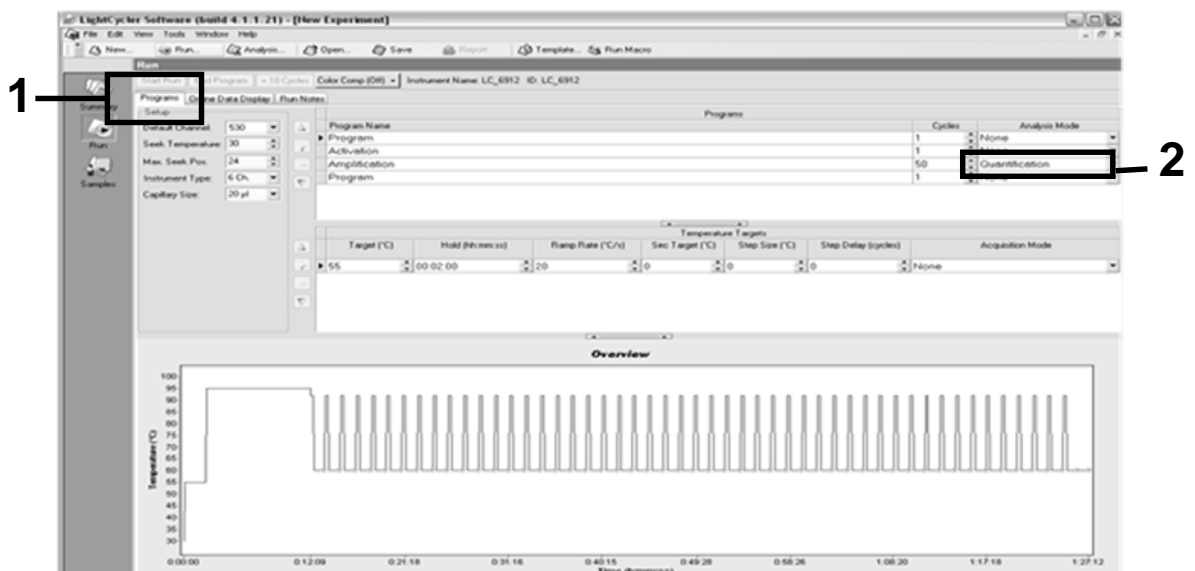 LightCycler Software (build 4.1.1.21) - [New Experiment]
File Edit View Tools Window Help
New... Run... Analysis... Open... Save Report Template... Run Macro
Run
Start Run End Program +10 Cycles Color Comp (Off) Instrument Name: LC_6912 ID: LC_6912
1
Programs Online Data Display Run Notes
Summary
Run
Samples
Setup
Default Channel: 530
Seek Temperature: 30
Max. Seek Pos. 24
Instrument Type: 6 Ch.
Capillary Size: 20 µl
Programs
Program Name Cycles Analysis Mode
Program 1 None
Activation 1
Amplification 50 Quantification
2
Program 1 None
Temperature Targets
Target (°C) Hold (hh:mm:ss) Ramp Rate (°C/s) Sec Target (°C) Step Size (°C) Step Delay (cycles) Acquisition Mode
55 00:02:00 20 0 0 0 None
Overview
Temperature (°C)
100
95
90
85
80
75
70
65
60
55
50
45
40
35
30
0:00:00 0:12:09 0:21:18 0:31:16 0:40:15 0:49:28 0:58:26 1:08:20 1:17:18 1:27:12